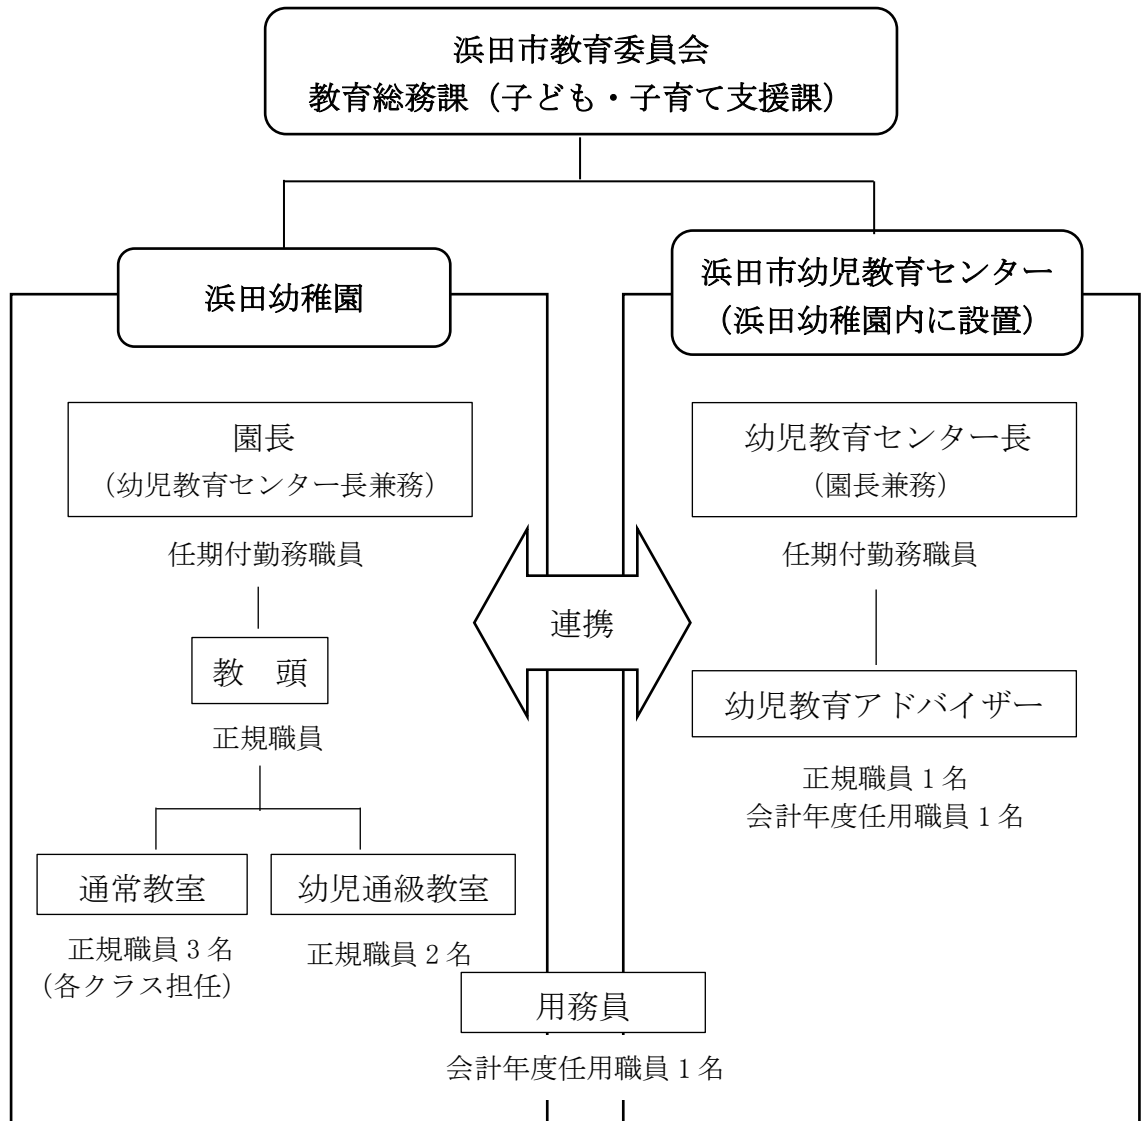 浜田市教育委員会
教育総務課（子ども・子育て支援課）
浜田幼稚園
浜田市幼児教育センター
（浜田幼稚園内に設置）
園長
（幼児教育センター長兼務）
任期付勤務職員
教　頭
正規職員
通常教室
正規職員 3 名
（各クラス担任）
幼児通級教室
正規職員 2 名
連携
幼児教育センター長
（園長兼務）
任期付勤務職員
幼児教育アドバイザー
正規職員 1 名
会計年度任用職員 1 名
用務員
会計年度任用職員 1 名